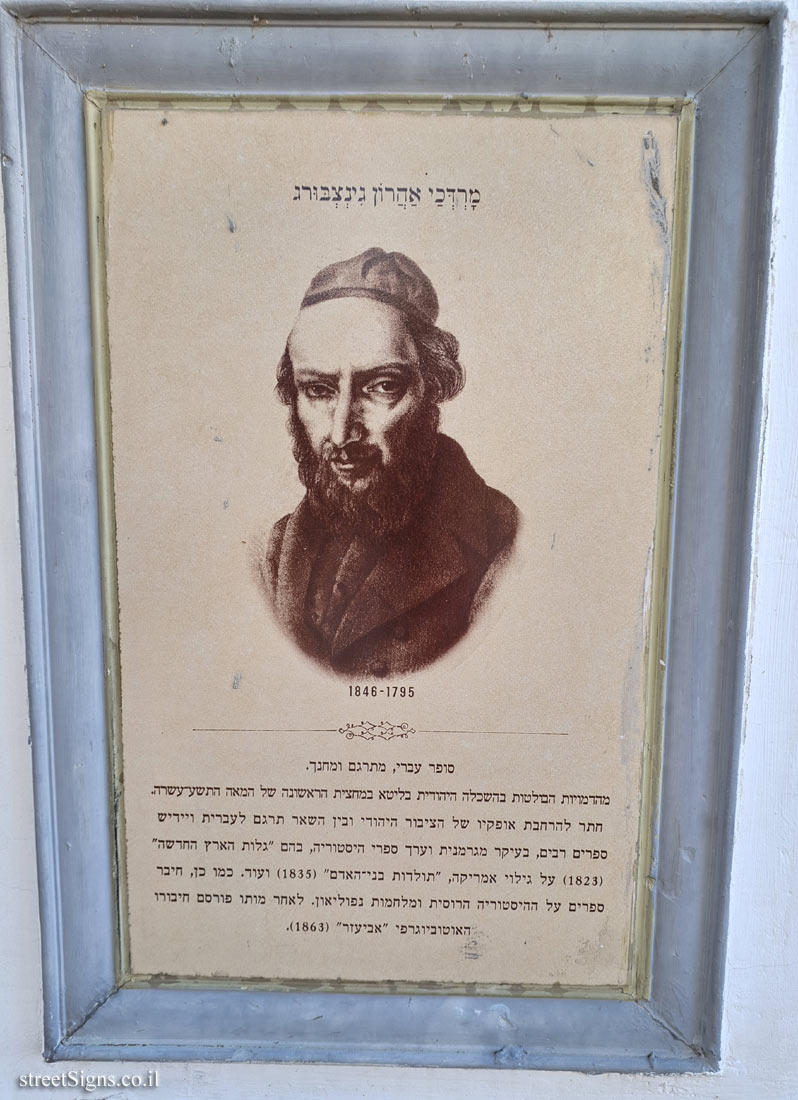 מָרְדְּכַי אַהֲרוֹן גִינְצְבּוּרג
1846-1795
סופר עברי, מתרגם ומחנך.
מהדמויות הבולטות בהשכלה היהודית בליטא במחצית הראשונה של המאה התשע־עשרה.
חתר להרחבת אופקיו של הציבור היהודי ובין השאר תרגם לעברית ויידיש
ספרים רבים, בעיקר מגרמנית וערך ספרי היסטוריה, בהם "גלות הארץ החדשה"
(1823) על גילוי אמריקה, "תולדות בני־האדם" (1835) ועוד. כמו כן, חיבר
ספרים על ההיסטוריה הרוסית ומלחמות נפוליאון. לאחר מותו פורסם חיבורו
האוטוביוגרפי "אביעזר" (1863).
streetSigns.co.il